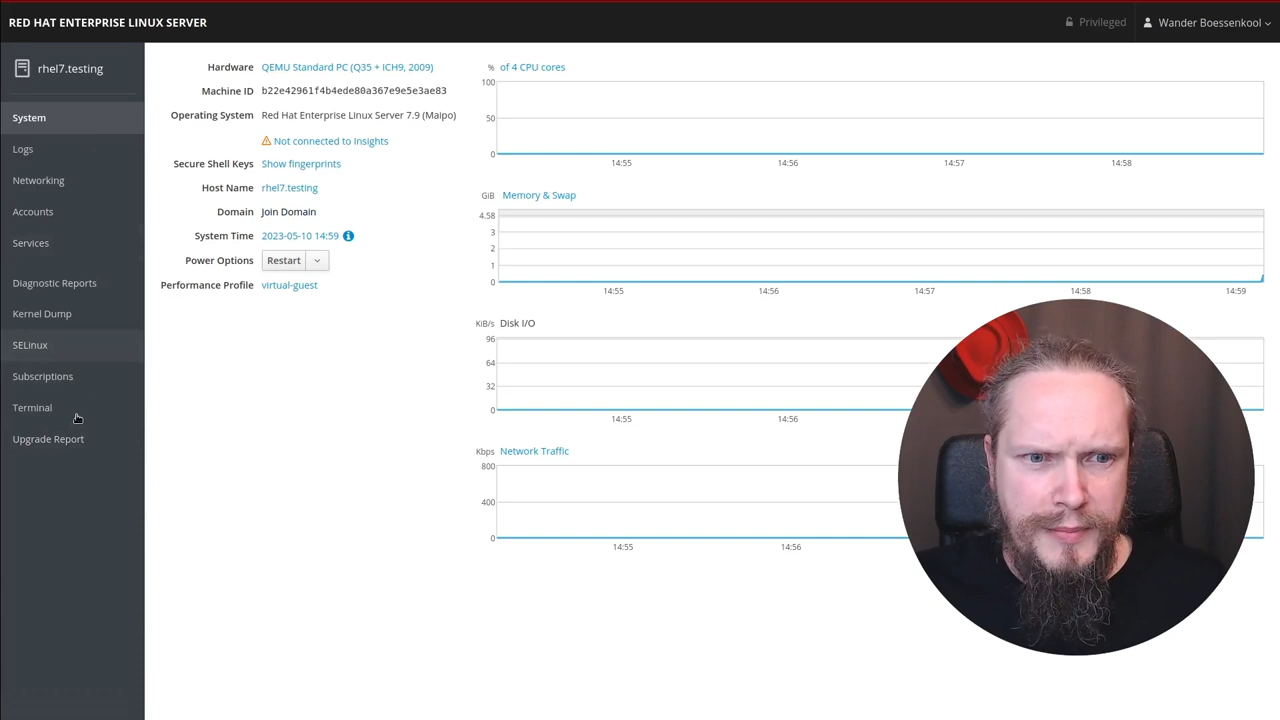 RED HAT ENTERPRISE LINUX SERVER
Privileged
Wander Boessenkool
rhel7.testing
System
Logs
Networking
Accounts
Services
Diagnostic Reports
Kernel Dump
SELinux
Subscriptions
Terminal
Upgrade Report
Hardware QEMU Standard PC (Q35 + ICH9, 2009)
Machine ID b22e42961f4b4ede80a367e9e5e3ae83
Operating System Red Hat Enterprise Linux Server 7.9 (Maipo)
Not connected to Insights
Secure Shell Keys Show fingerprints
Host Name rhel7.testing
Domain Join Domain
System Time 2023-05-10 14:59
Power Options Restart
Performance Profile virtual-guest
% of 4 CPU cores
100
50
0
14:55 14:56 14:57 14:58
GiB Memory & Swap
4.58
3
2
1
0
14:55 14:56 14:57 14:58 14:59
KiB/s Disk I/O
96
64
32
0
14:55 14:56
Kbps Network Traffic
800
400
0
14:55 14:56